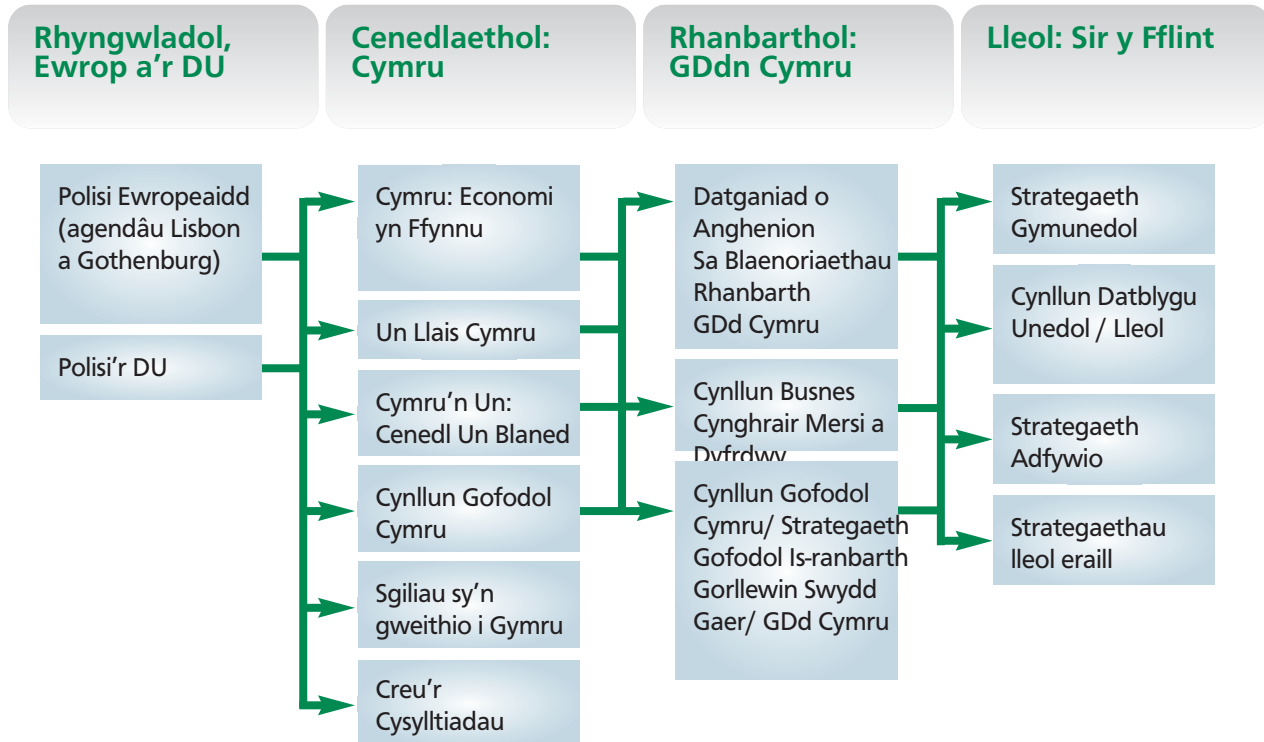 Rhyngwladol,
Ewrop a'r DU
Cenedlaethol:
Cymru
Rhanbarthol:
GDdn Cymru
Lleol: Sir y Fflint
Polisi Ewropeaidd
(agendâu Lisbon
a Gothenburg)
Polisi'r DU
Cymru: Economi
yn Ffynnu
Un Llais Cymru
Cymru'n Un:
Cenedl Un Blaned
Cynllun Gofodol
Cymru
Sgiliau sy'n
gweithio i Gymru
Creu'r
Cysylltiadau
Datganiad o
Anghenion
Sa Blaenoriaethau
Rhanbarth
GDd Cymru
Cynllun Busnes
Cynghrair Mersi a
Dyfrdwy
Cynllun Gofodol
Cymru/ Strategaeth
Gofodol Is-ranbarth
Gorllewin Swydd
Gaer/ GDd Cymru
Strategaeth
Gymunedol
Cynllun Datblygu
Unedol / Lleol
Strategaeth
Adfywio
Strategaethau
lleol eraill